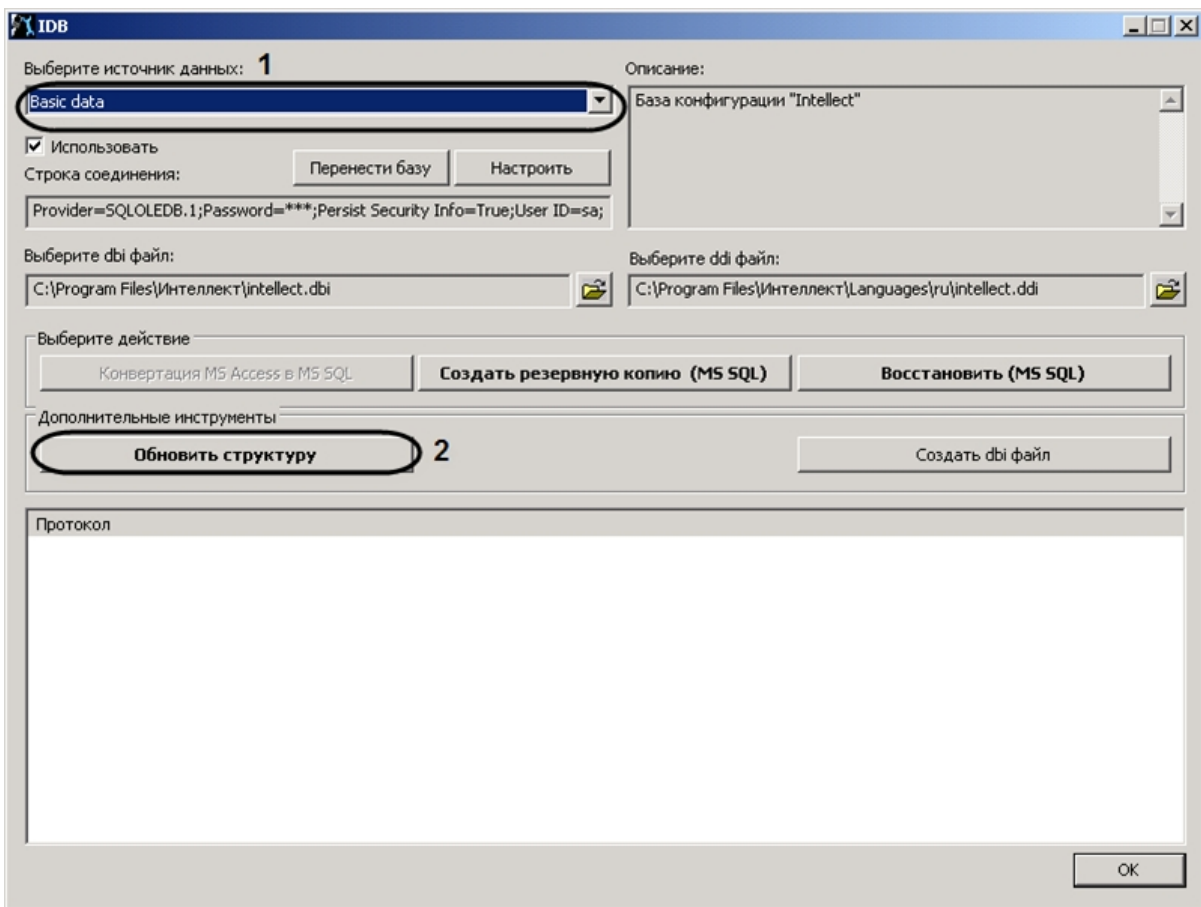 IDB
Выберите источник данных: 1
Описание:
Basic data
База конфигурации "Intellect"
Использовать
Строка соединения:
Перенести базу
Настроить
Provider=SQLOLEDB.1;Password=***;Persist Security Info=True;User ID=sa;
Выберите dbi файл:
Выберите ddi файл:
C:\Program Files\Интеллект\intellect.dbi
C:\Program Files\Интеллект\Languages\ru\intellect.ddi
Выберите действие
Конвертация MS Access в MS SQL
Создать резервную копию (MS SQL)
Восстановить (MS SQL)
Дополнительные инструменты
Обновить структуру
2
Создать dbi файл
Протокол
OK